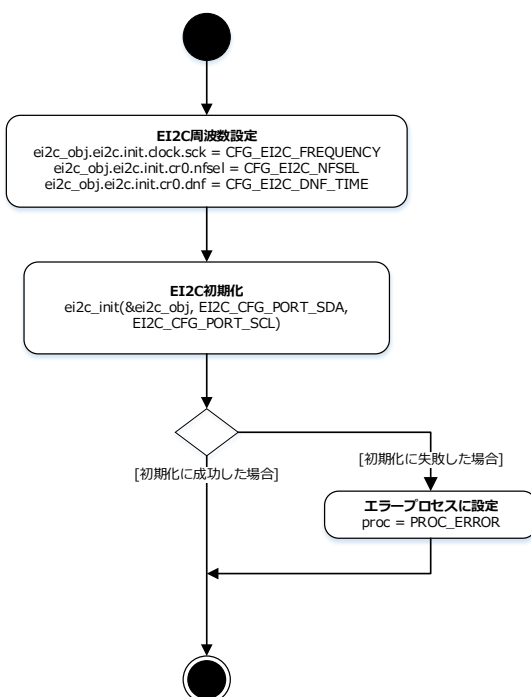 EI2C周波数設定
ei2c_obj.ei2c.init.clock.sck = CFG_EI2C_FREQUENCY
ei2c_obj.ei2c.init.cr0.nfsel = CFG_EI2C_NFSEL
ei2c_obj.ei2c.init.cr0.dnf = CFG_EI2C_DNF_TIME
EI2C初期化
ei2c_init(&ei2c_obj, EI2C_CFG_PORT_SDA,
EI2C_CFG_PORT_SCL)
[初期化に失敗した場合]
[初期化に成功した場合]
エラープロセスに設定
proc = PROC_ERROR